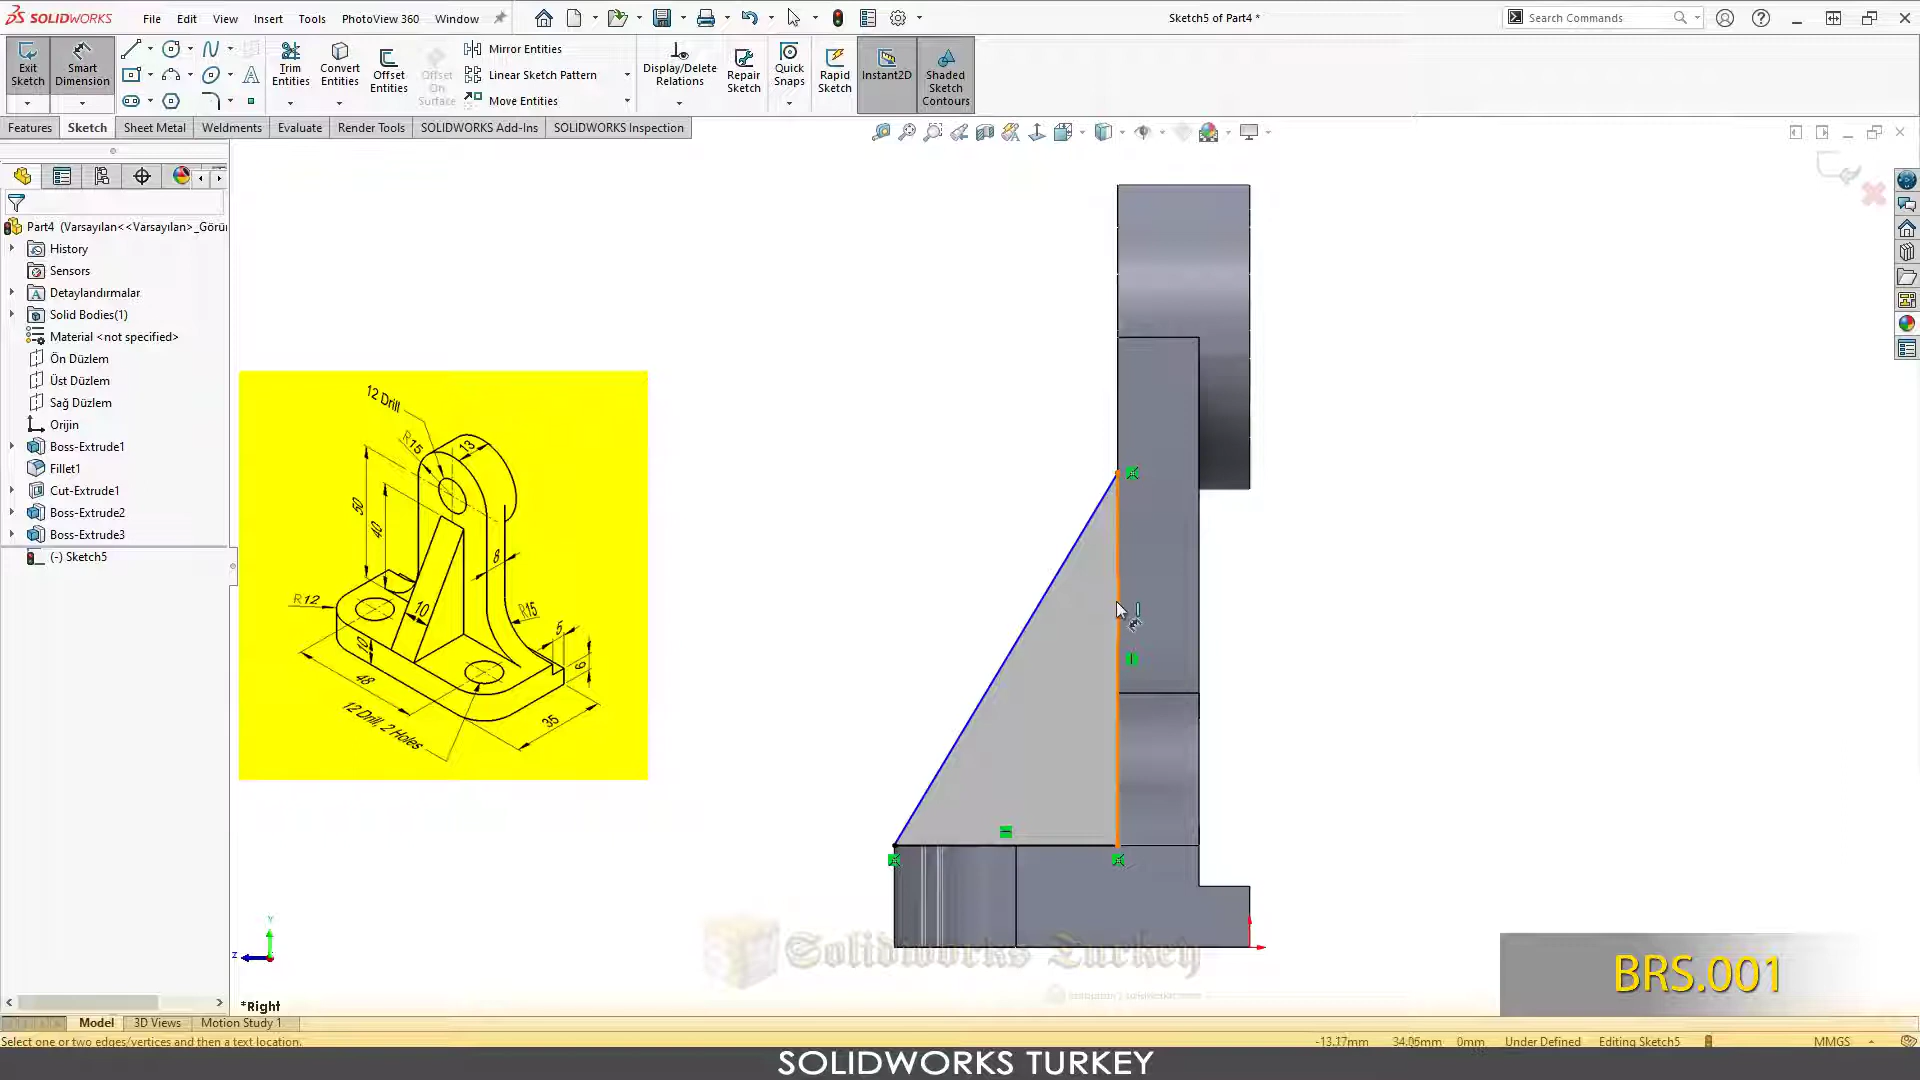 SOLIDWORKS
File Edit View Insert Tools PhotoView 360 Window
Sketch5 of Part4 *
Search Commands
Exit Sketch
Smart Dimension
Trim Entities
Convert Entities
Offset Entities
Offset On Surface
Mirror Entities
Linear Sketch Pattern
Move Entities
Display/Delete Relations
Repair Sketch
Quick Snaps
Rapid Sketch
Instant2D
Shaded Sketch Contours
Features Sketch Sheet Metal Weldments Evaluate Render Tools SOLIDWORKS Add-Ins SOLIDWORKS Inspection
Part4 (Varsayılan<<Varsayılan>_Görü
History
Sensors
Detaylandırmalar
Solid Bodies(1)
Material <not specified>
Ön Düzlem
Üst Düzlem
Sağ Düzlem
Orijin
Boss-Extrude1
Fillet1
Cut-Extrude1
Boss-Extrude2
Boss-Extrude3
(-) Sketch5
12 Drill
R15
13
50
40
8
R12
10
R15
5
10
6
48
35
12 Drill, 2 Holes
Y
Z
*Right
Solidworks Turkey
BRS.001
Model 3D Views Motion Study 1
Select one or two edges/vertices and then a text location.
-13.17mm 34.05mm 0mm Under Defined Editing Sketch5 MMGS
SOLIDWORKS TURKEY